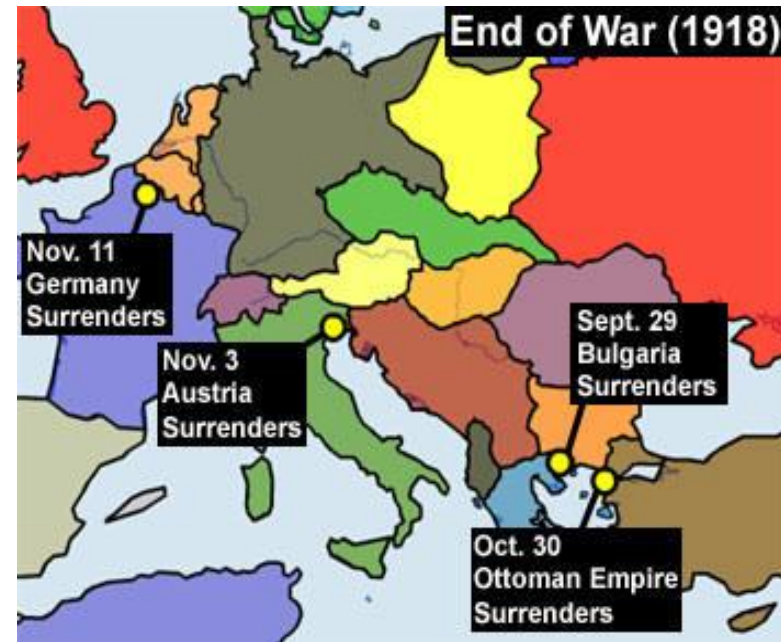 End of War (1918)
Nov. 11
Germany
Surrenders
Nov. 3
Austria
Surrenders
Sept. 29
Bulgaria
Surrenders
Oct. 30
Ottoman Empire
Surrenders